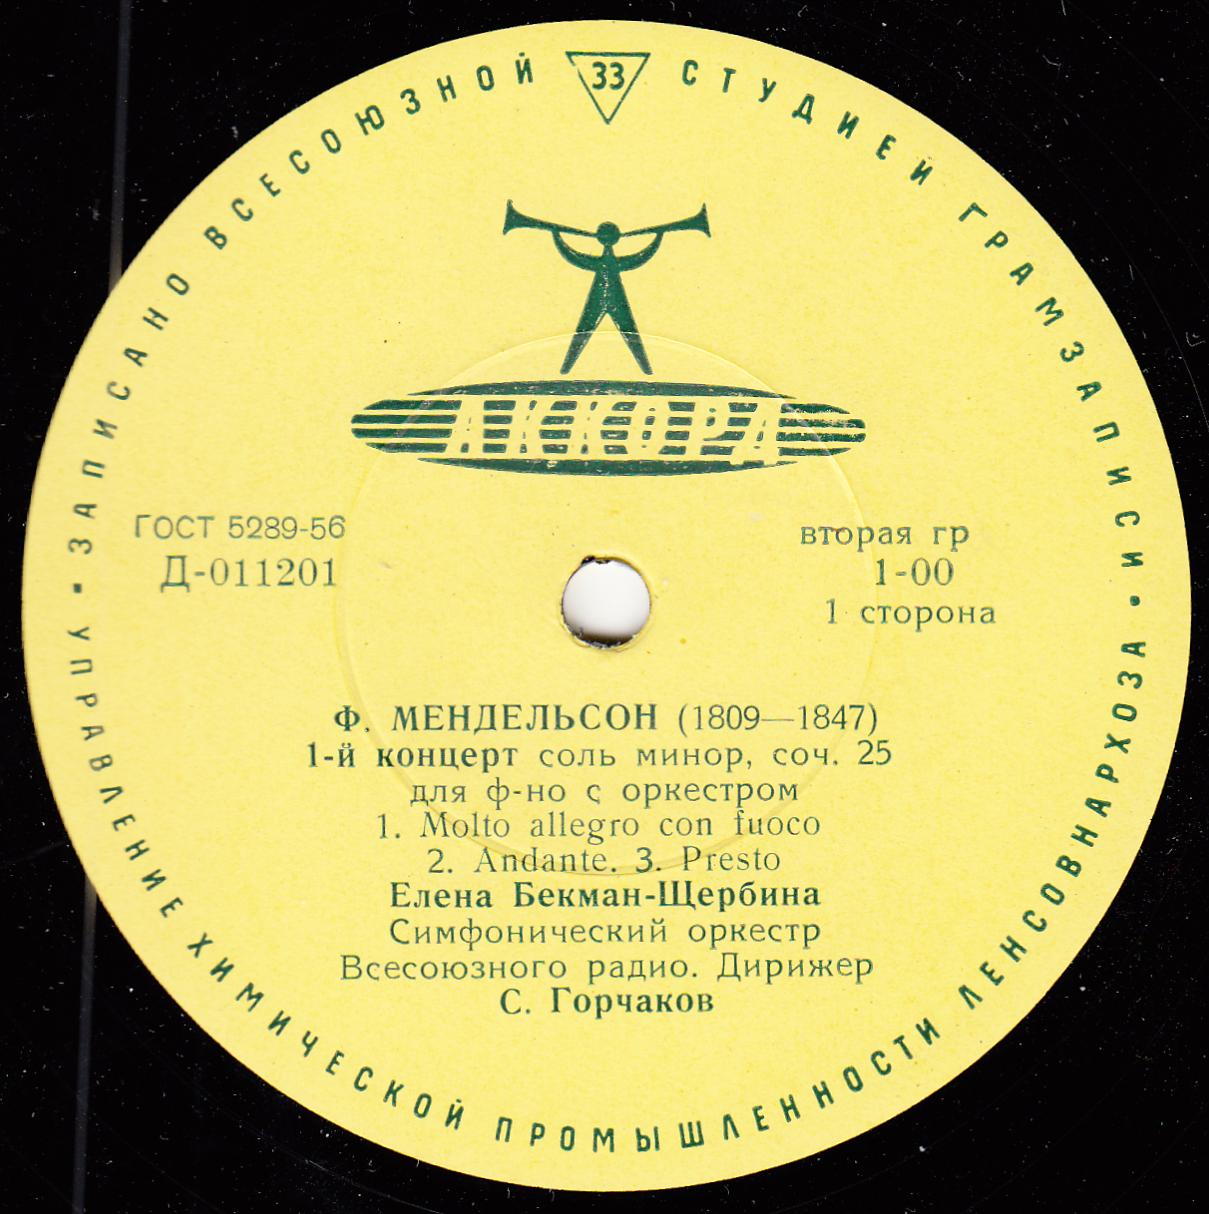 ЗАПИСАНО ВСЕСОЮЗНОЙ 33 СТУДИЕЙ ГРАМЗАПИСИ •
УПРАВЛЕНИЕ ХИМИЧЕСКОЙ ПРОМЫШЛЕННОСТИ ЛЕНСОВНАРХОЗА •
АККОРД
ГОСТ 5289-56
Д-011201
вторая гр
1-00
1 сторона
Ф. МЕНДЕЛЬСОН (1809—1847)
1-й концерт соль минор, соч. 25
для ф-но с оркестром
1. Molto allegro con fuoco
2. Andante. 3. Presto
Елена Бекман-Щербина
Симфонический оркестр
Всесоюзного радио. Дирижер
С. Горчаков